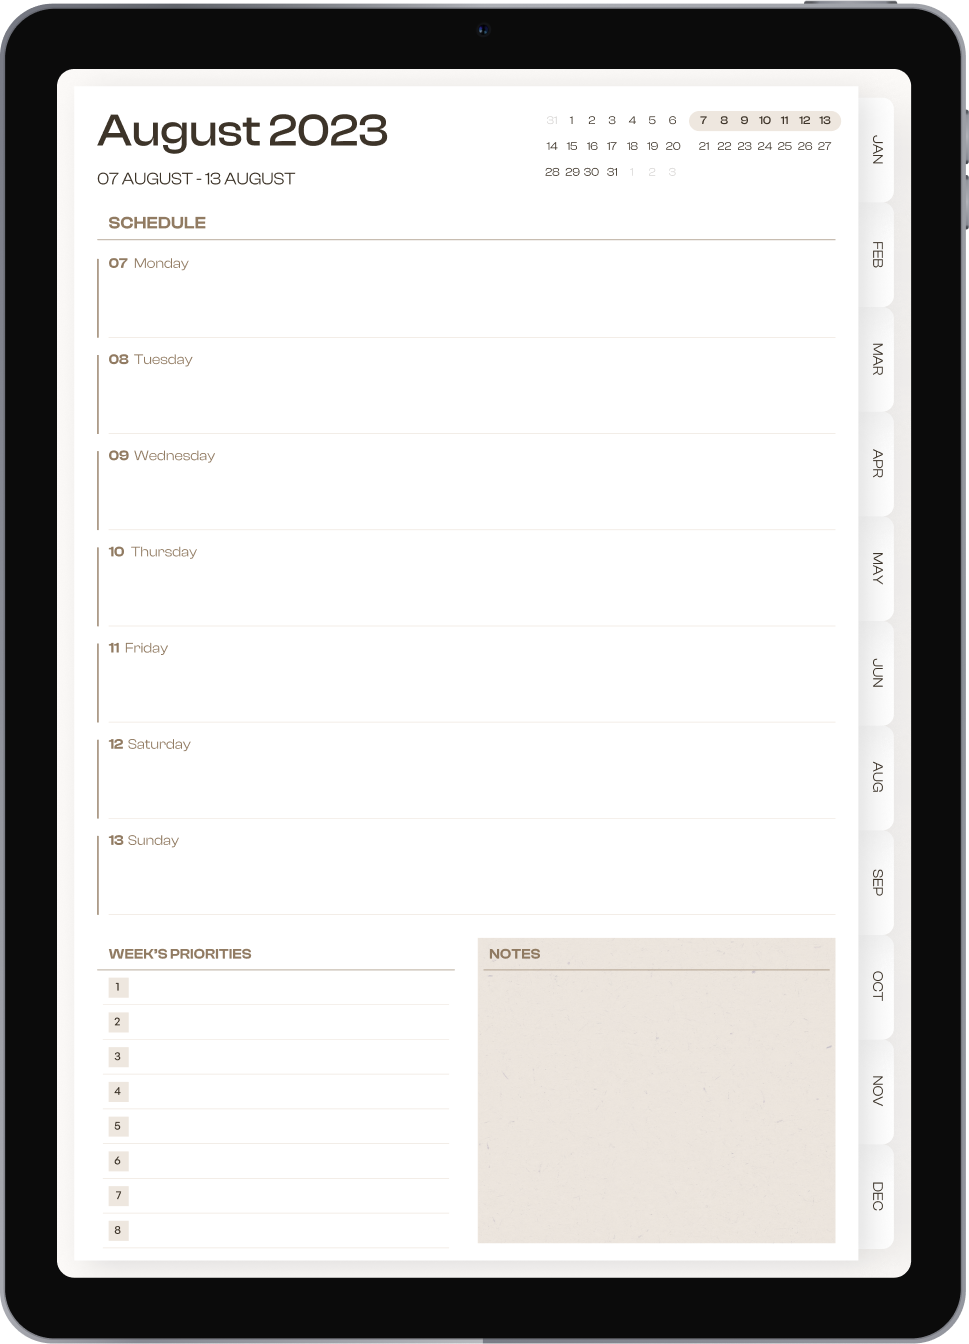 August 2023
07 AUGUST - 13 AUGUST
31 1 2 3 4 5 6 7 8 9 10 11 12 13
14 15 16 17 18 19 20 21 22 23 24 25 26 27
28 29 30 31 1 2 3
SCHEDULE
07 Monday
08 Tuesday
09 Wednesday
10 Thursday
11 Friday
12 Saturday
13 Sunday
WEEK'S PRIORITIES
1
2
3
4
5
6
7
8
NOTES
JAN
FEB
MAR
APR
MAY
JUN
AUG
SEP
OCT
NOV
DEC